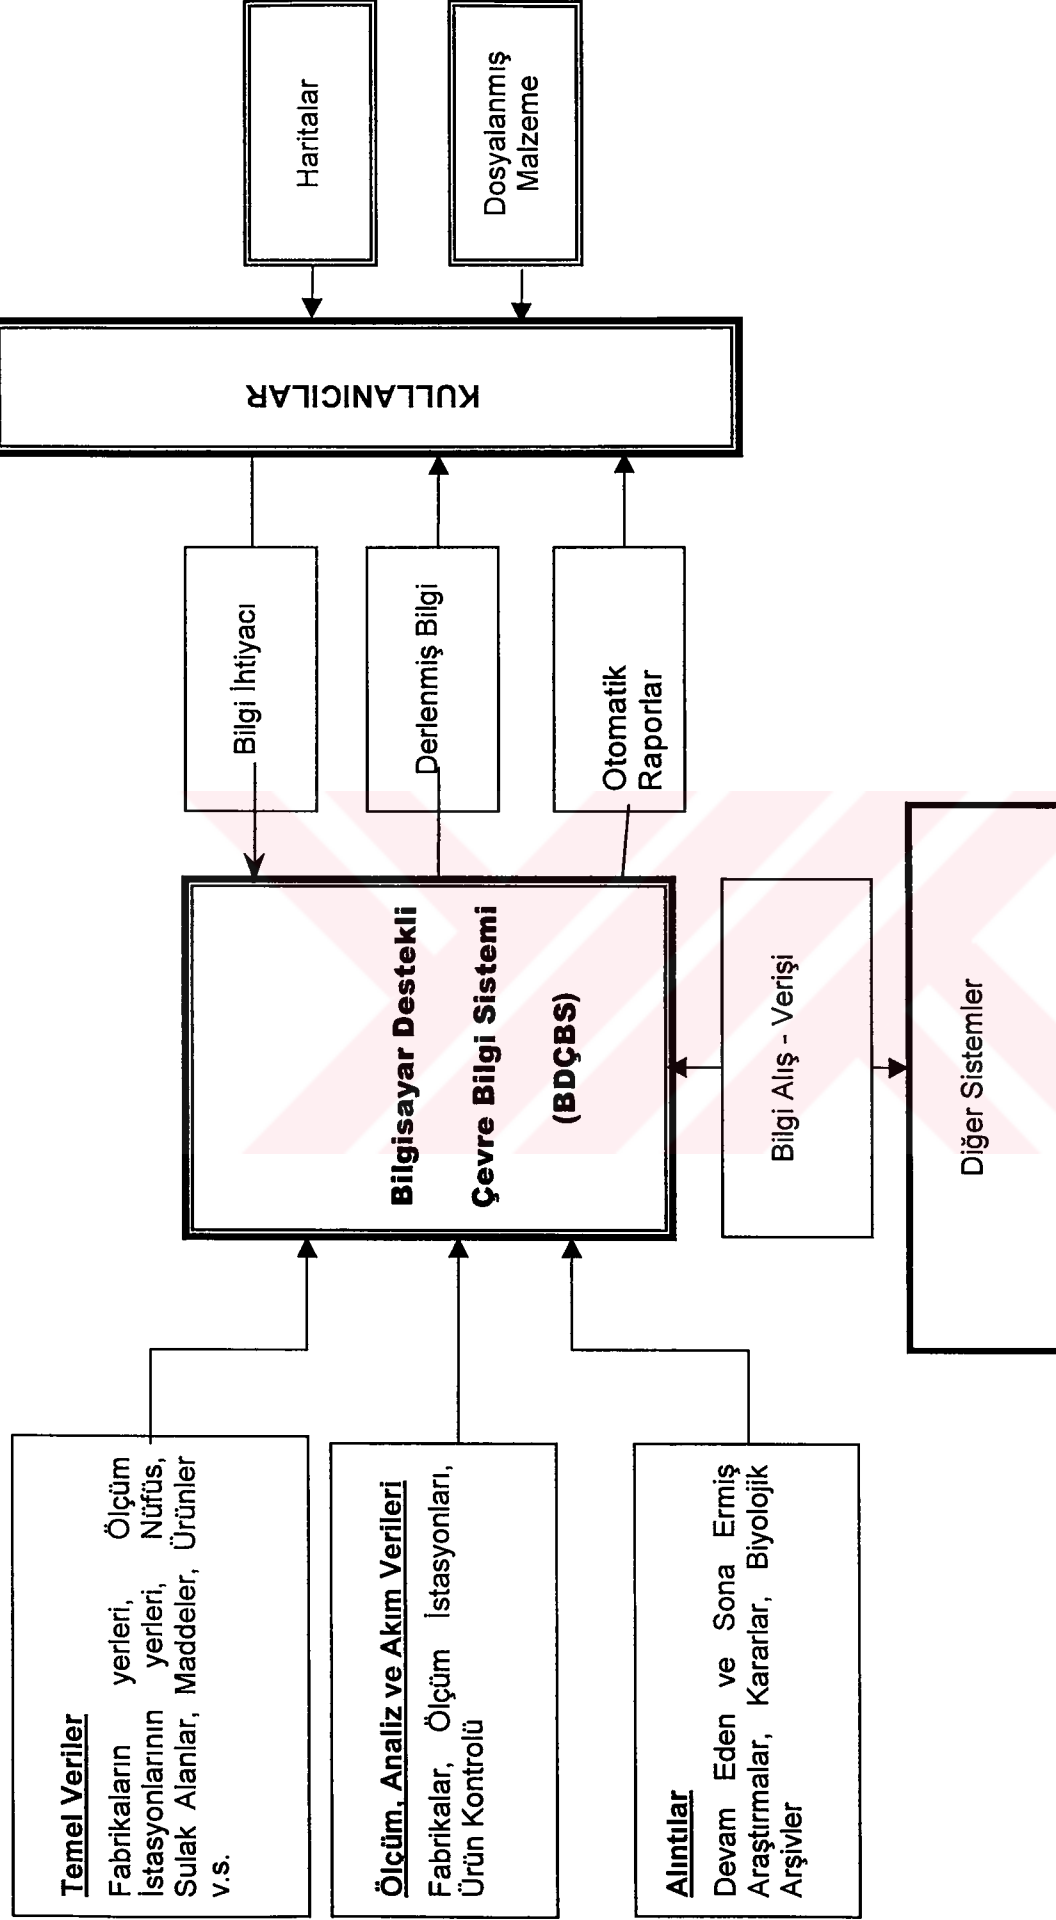 Temel Veriler
Fabrikaların yerleri, Ölçüm
İstasyonlarının yerleri, Nüfüs,
Sulak Alanlar, Maddeler, Ürünler
v.s.
Ölçüm, Analiz ve Akım Verileri
Fabrikalar, Ölçüm İstasyonları,
Ürün Kontrolü
Alıntılar
Devam Eden ve Sona Ermiş
Araştırmalar, Kararlar, Biyolojik
Arşivler
Bilgisayar Destekli
Çevre Bilgi Sistemi
(BDÇBS)
Bilgi Alış - Verişi
Diğer Sistemler
Bilgi İhtiyacı
Derlenmiş Bilgi
Otomatik
Raporlar
KULLANICILAR
Haritalar
Dosyalanmış
Malzeme